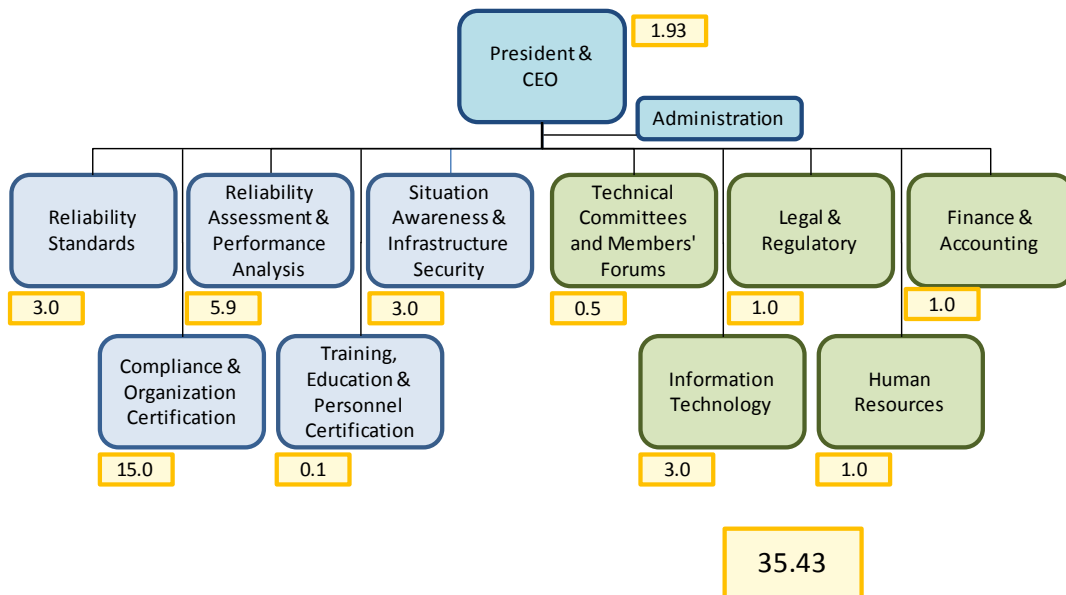 1.93
President &
CEO
Administration
Reliability
Standards
Reliability
Assessment &
Performance
Analysis
Situation
Awareness &
Infrastructure
Security
Technical
Committees
and Members'
Forums
Legal &
Regulatory
Finance &
Accounting
3.0
5.9
3.0
0.5
1.0
1.0
Compliance &
Organization
Certification
Training,
Education &
Personnel
Certification
Information
Technology
Human
Resources
15.0
0.1
3.0
1.0
35.43